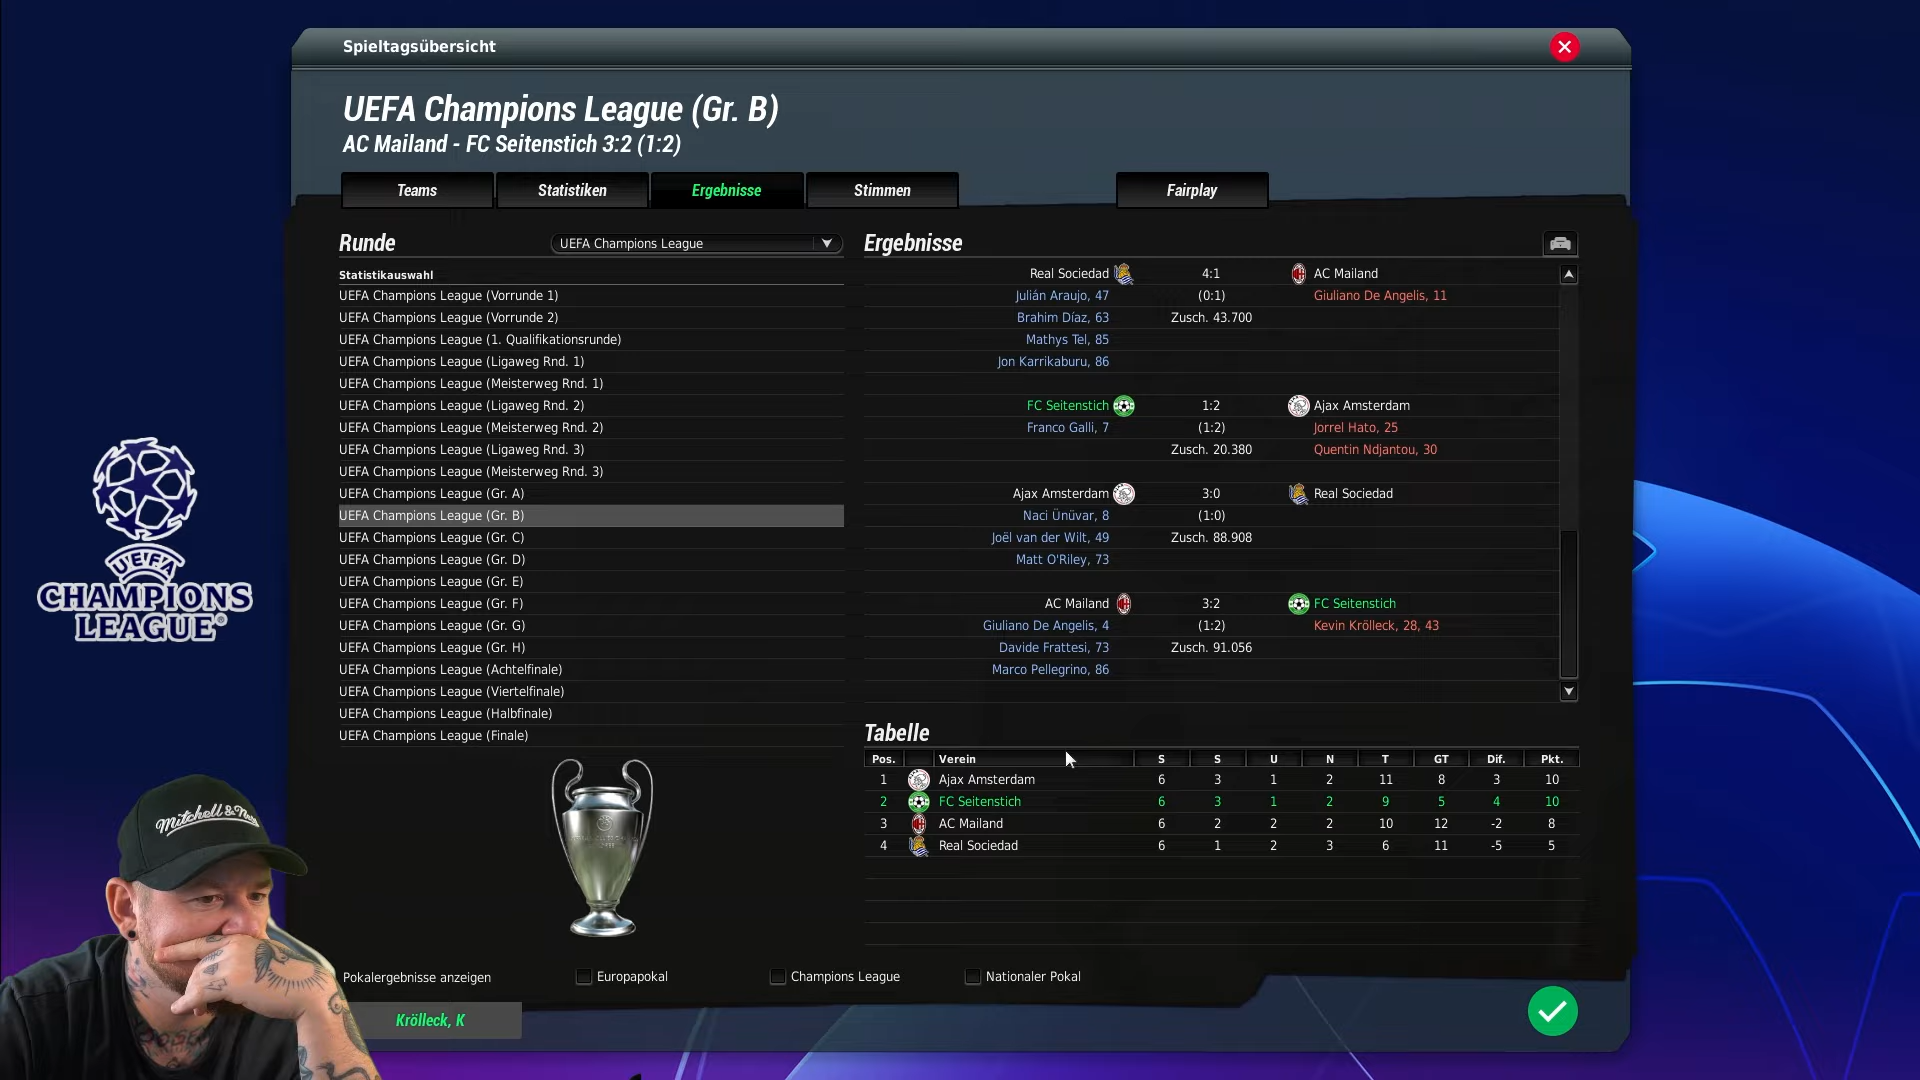 Spieltagsübersicht
UEFA Champions League (Gr. B)
AC Mailand - FC Seitenstich 3:2 (1:2)
Teams
Statistiken
Ergebnisse
Stimmen
Fairplay
Runde
UEFA Champions League
Statistikauswahl
UEFA Champions League (Vorrunde 1)
UEFA Champions League (Vorrunde 2)
UEFA Champions League (1. Qualifikationsrunde)
UEFA Champions League (Ligaweg Rnd. 1)
UEFA Champions League (Meisterweg Rnd. 1)
UEFA Champions League (Ligaweg Rnd. 2)
UEFA Champions League (Meisterweg Rnd. 2)
UEFA Champions League (Ligaweg Rnd. 3)
UEFA Champions League (Meisterweg Rnd. 3)
UEFA Champions League (Gr. A)
UEFA Champions League (Gr. B)
UEFA Champions League (Gr. C)
UEFA Champions League (Gr. D)
UEFA Champions League (Gr. E)
UEFA Champions League (Gr. F)
UEFA Champions League (Gr. G)
UEFA Champions League (Gr. H)
UEFA Champions League (Achtelfinale)
UEFA Champions League (Viertelfinale)
UEFA Champions League (Halbfinale)
UEFA Champions League (Finale)
Ergebnisse
Real Sociedad 4:1 AC Mailand
Julián Araujo, 47 (0:1) Giuliano De Angelis, 11
Brahim Díaz, 63 Zusch. 43.700
Mathys Tel, 85
Jon Karrikaburu, 86
FC Seitenstich 1:2 Ajax Amsterdam
Franco Galli, 7 (1:2) Jorrel Hato, 25
Zusch. 20.380 Quentin Ndjantou, 30
Ajax Amsterdam 3:0 Real Sociedad
Naci Ünüvar, 8 (1:0)
Joël van der Wilt, 49 Zusch. 88.908
Matt O'Riley, 73
AC Mailand 3:2 FC Seitenstich
Giuliano De Angelis, 4 (1:2) Kevin Krölleck, 28, 43
Davide Frattesi, 73 Zusch. 91.056
Marco Pellegrino, 86
Tabelle
Pos. Verein S S U N T GT Dif. Pkt.
1 Ajax Amsterdam 6 3 1 2 11 8 3 10
2 FC Seitenstich 6 3 1 2 9 5 4 10
3 AC Mailand 6 2 2 2 10 12 -2 8
4 Real Sociedad 6 1 2 3 6 11 -5 5
Pokalergebnisse anzeigen
Europapokal
Champions League
Nationaler Pokal
Krölleck, K
UEFA
CHAMPIONS
LEAGUE®
Mitchell & Ness